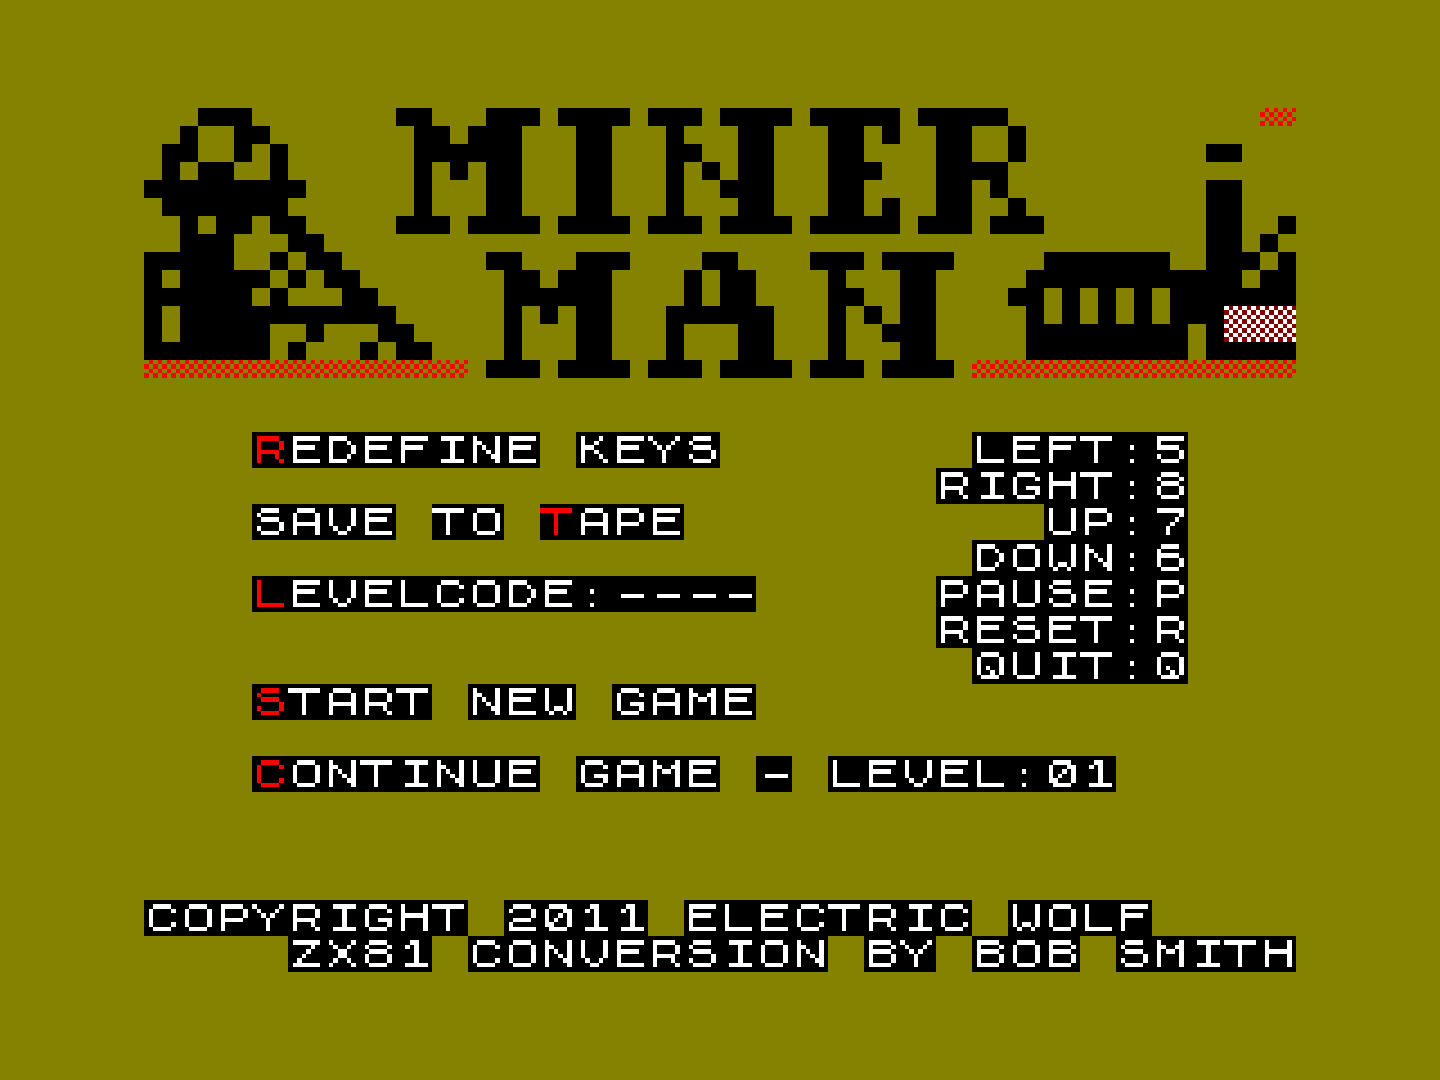 MINER
MAN
REDEFINE KEYS
SAVE TO TAPE
LEVELCODE:----
START NEW GAME
CONTINUE GAME - LEVEL:01
LEFT:5
RIGHT:8
UP:7
DOWN:6
PAUSE:P
RESET:R
QUIT:Q
COPYRIGHT 2011 ELECTRIC WOLF
ZX81 CONVERSION BY BOB SMITH